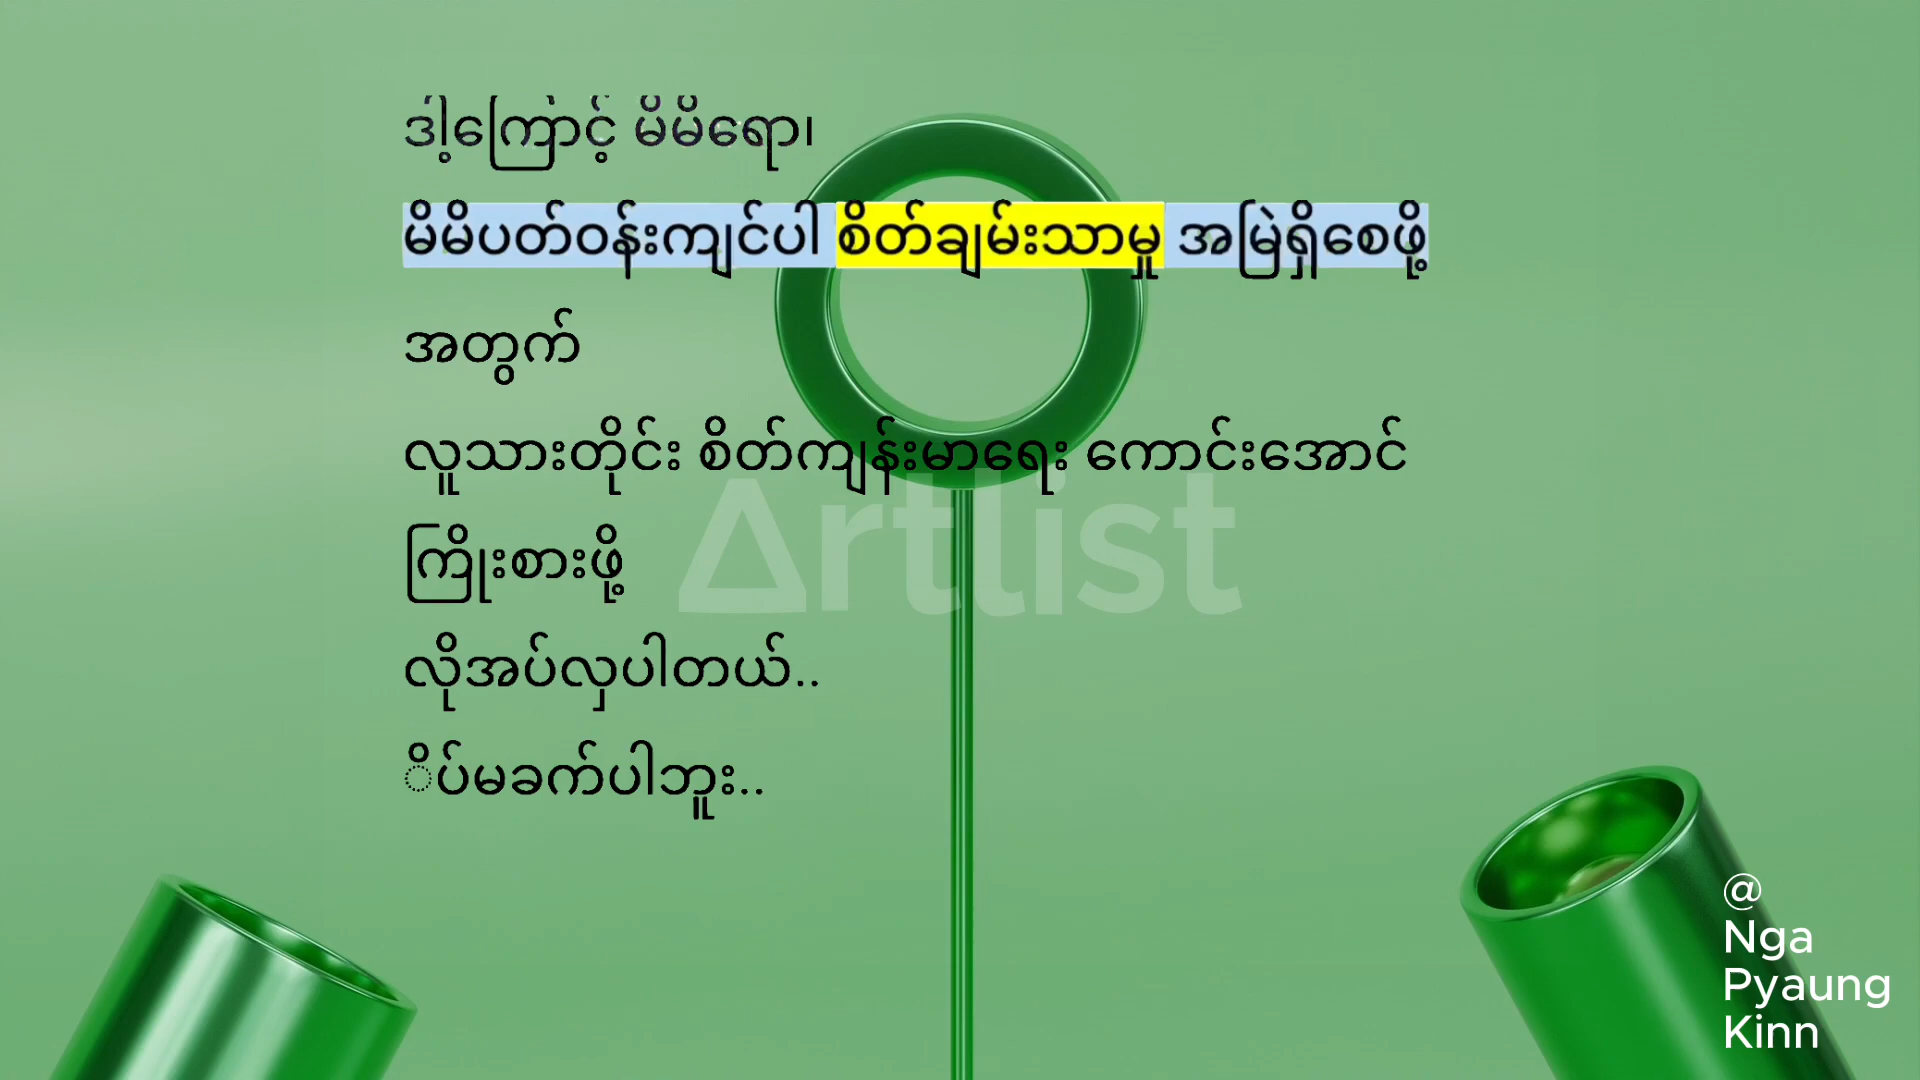 ဒါ့ကြောင့် မိမိရော၊
မိမိပတ်ဝန်းကျင်ပါ စိတ်ချမ်းသာမှု အမြဲရှိစေဖို့
အတွက်
လူသားတိုင်း စိတ်ကျန်းမာရေး ကောင်းအောင်
ကြိုးစားဖို့
လိုအပ်လှပါတယ်..
ိပ်မခက်ပါဘူး..
Artlist
@
Nga
Pyaung
Kinn